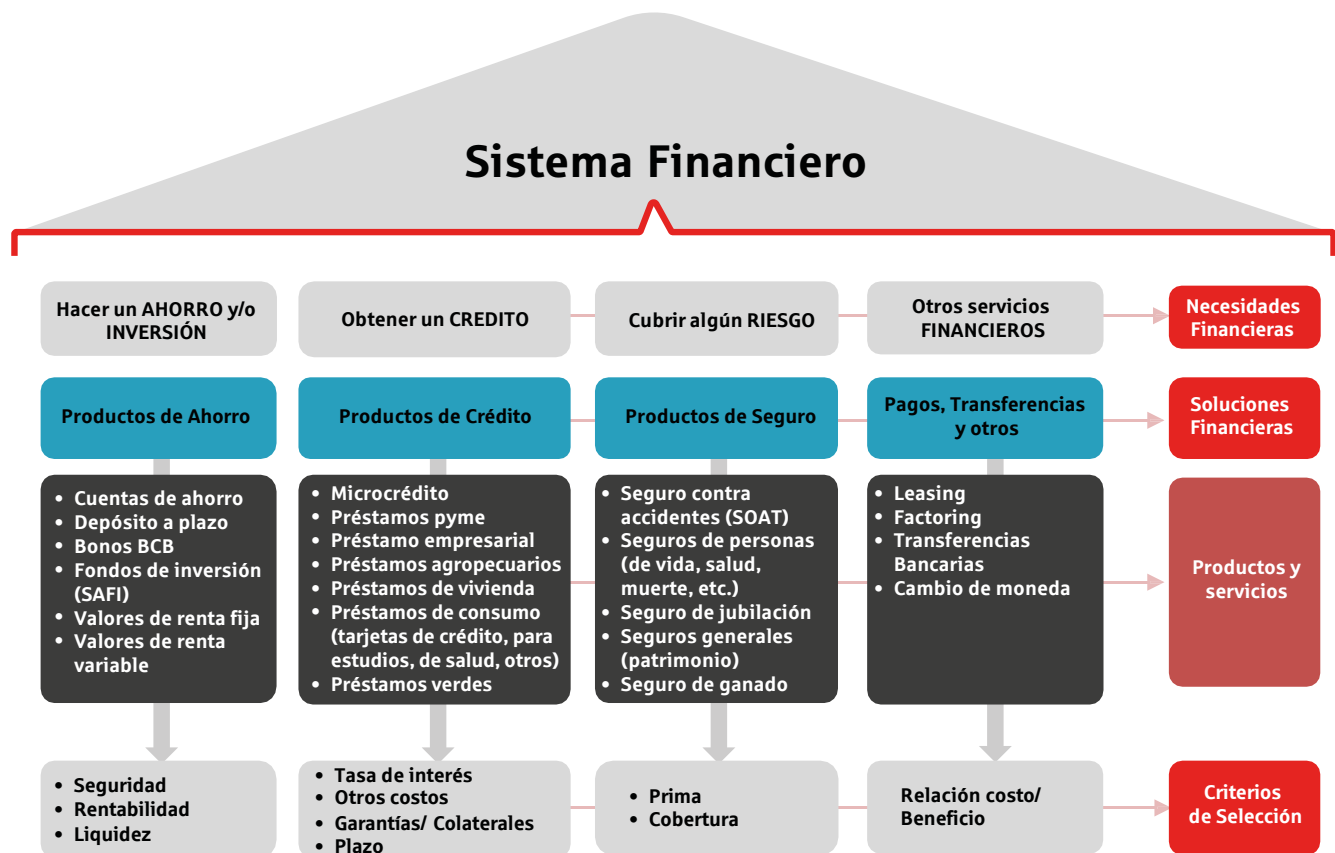 Sistema Financiero
Hacer un AHORRO y/o
INVERSIÓN
Obtener un CREDITO
Cubrir algún RIESGO
Otros servicios
FINANCIEROS
Necesidades
Financieras
Productos de Ahorro
Productos de Crédito
Productos de Seguro
Pagos, Transferencias
y otros
Soluciones
Financieras
• Cuentas de ahorro
• Depósito a plazo
• Bonos BCB
• Fondos de inversión
(SAFI)
• Valores de renta fija
• Valores de renta
variable
• Microcrédito
• Préstamos pyme
• Préstamo empresarial
• Préstamos agropecuarios
• Préstamos de vivienda
• Préstamos de consumo
(tarjetas de crédito, para
estudios, de salud, otros)
• Préstamos verdes
• Seguro contra
accidentes (SOAT)
• Seguros de personas
(de vida, salud,
muerte, etc.)
• Seguro de jubilación
• Seguros generales
(patrimonio)
• Seguro de ganado
• Leasing
• Factoring
• Transferencias
Bancarias
• Cambio de moneda
Productos y
servicios
• Seguridad
• Rentabilidad
• Liquidez
• Tasa de interés
• Otros costos
• Garantías/ Colaterales
• Plazo
• Prima
• Cobertura
Relación costo/
Beneficio
Criterios
de Selección